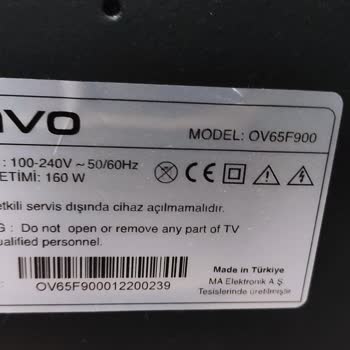 MODEL: OV65F900
: 100-240V ~ 50/60Hz
ETİMİ: 160 W
etkili servis dışında cihaz açılmamalıdır.
G : Do not open or remove any part of TV
ualified personnel.
Made in Türkiye
MA Elektronik A.Ş.
Tesislerinde üretilmiştir
OV65F900012200239